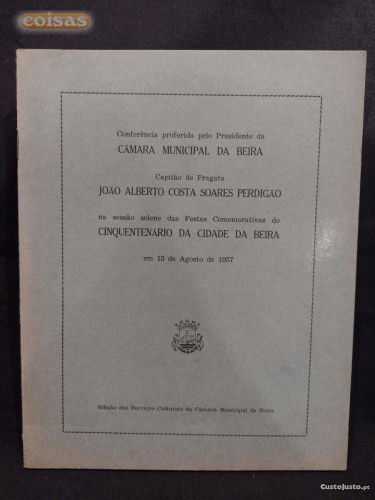 coisas
Conferência proferida pelo Presidente da
CÂMARA MUNICIPAL DA BEIRA
Capitão de Fragata
JOÃO ALBERTO COSTA SOARES PERDIGÃO
na sessão solene das Festas Comemorativas do
CINQUENTENÁRIO DA CIDADE DA BEIRA
em 15 de Agosto de 1957
Edição dos Serviços Culturais da Câmara Municipal da Beira
CustoJusto.pt